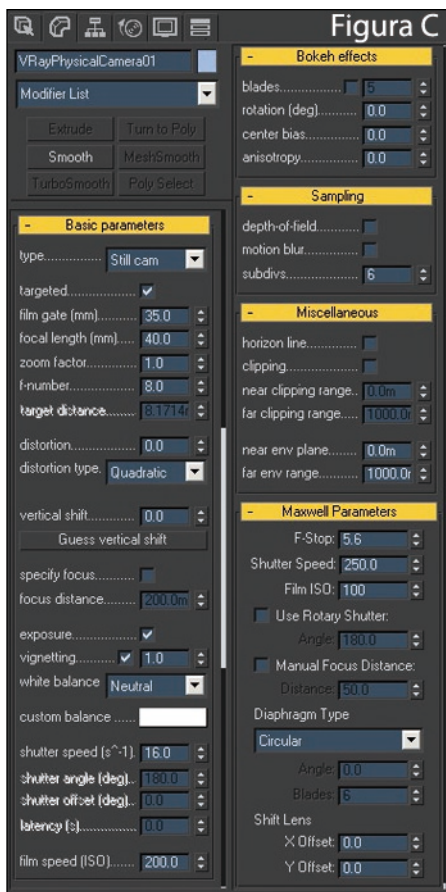 Figura C
VRayPhysicalCamera01
Modifier List
Extrude Turn to Poly
Smooth MeshSmooth
TurboSmooth Poly Select
- Basic parameters
type............... Still cam
targeted.....................
film gate (mm)...... 35.0
focal length (mm)..... 40.0
zoom factor........... 1.0
f-number............... 8.0
target distance........
distortion............... 0.0
distortion type. Quadratic
vertical shift........... 0.0
Guess vertical shift
specify focus..............
focus distance........ 200.0m
exposure..................
vignetting...... 1.0
white balance Neutral
custom balance ......
shutter speed (s^-1). 16.0
shutter angle (deg).. 180.0
shutter offset (deg).. 0.0
latency (s)............... 0.0
film speed (ISO)....... 200.0
- Bokeh effects
blades............... 5
rotation (deg)........ 0.0
center bias............ 0.0
anisotropy............. 0.0
- Sampling
depth-of-field............
motion blur...............
subdivs................. 6
- Miscellaneous
horizon line................
clipping.....................
near clipping range.. 0.0m
far clipping range..... 1000.0
near env plane....... 0.0m
far env range......... 1000.0
- Maxwell Parameters
F-Stop: 5.6
Shutter Speed: 250.0
Film ISO: 100
Use Rotary Shutter:
Angle: 180.0
Manual Focus Distance:
Distance: 50.0
Diaphragm Type
Circular
Angle: 0.0
Blades: 6
Shift Lens
X Offset: 0.0
Y Offset: 0.0